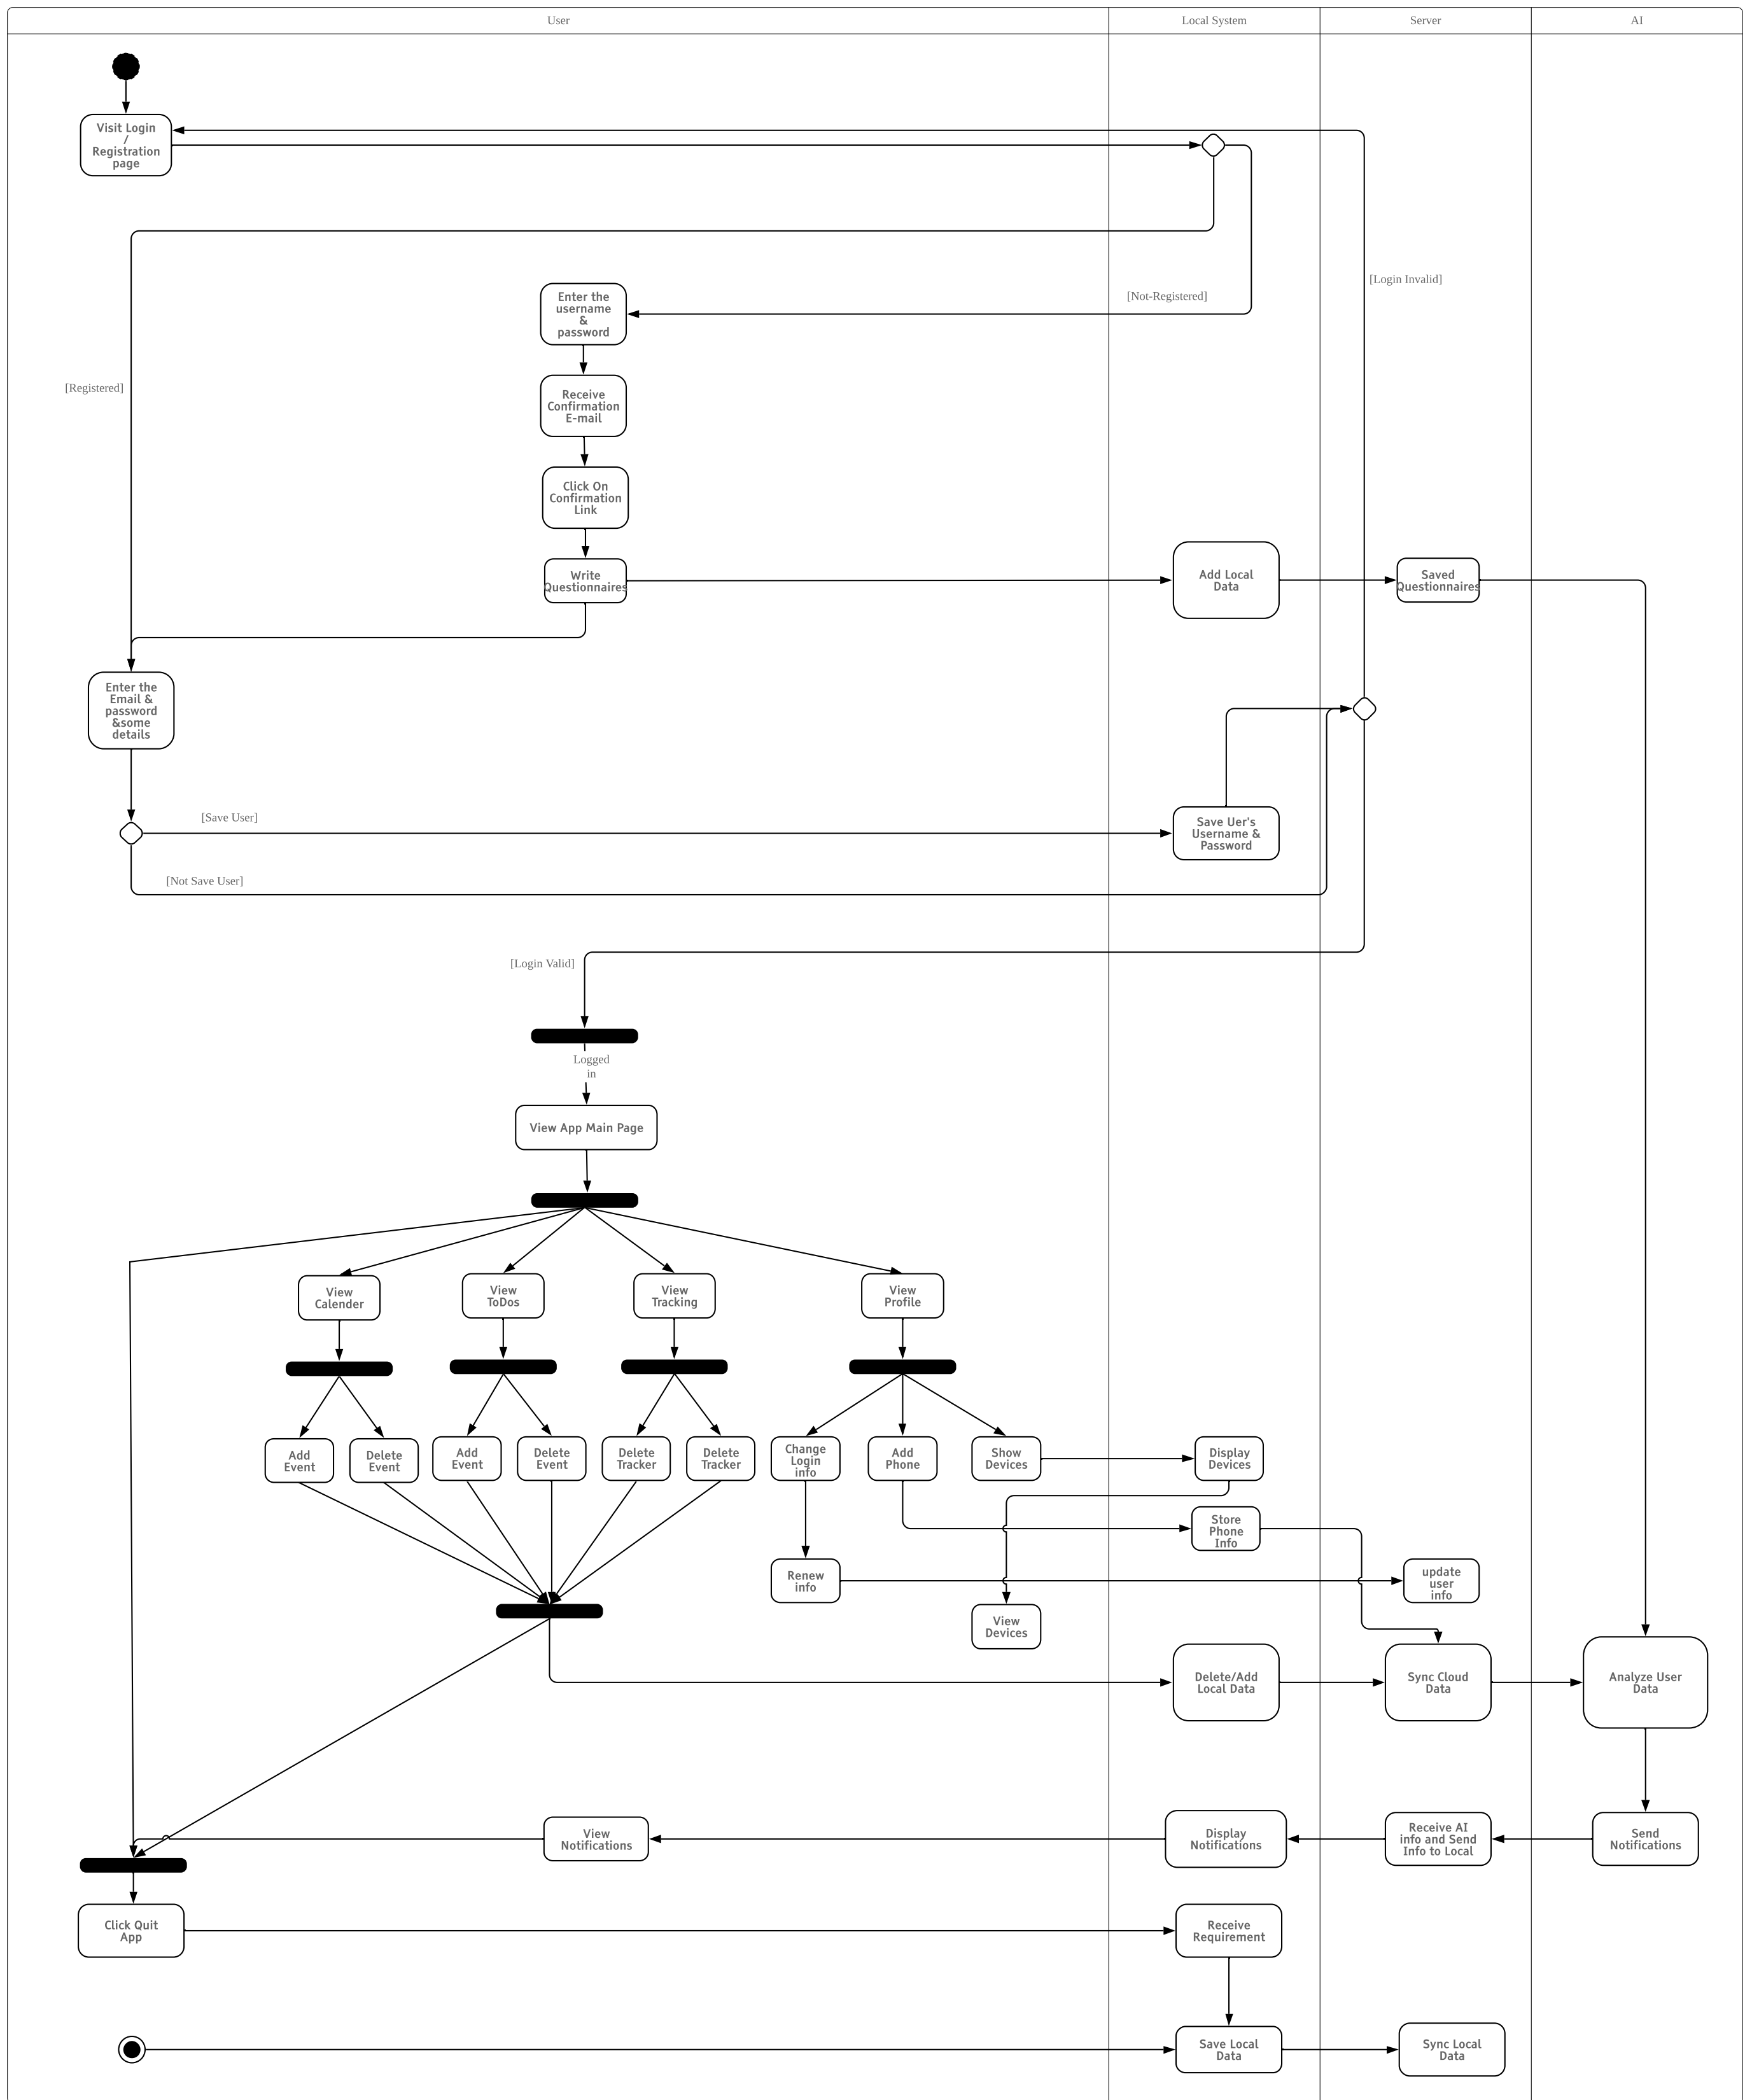 User
Local System
Server
AI
Visit Login
/
Registration
page
[Login Invalid]
[Not-Registered]
Enter the
username
&
password
[Registered]
Receive
Confirmation
E-mail
Click On
Confirmation
Link
Write
Questionnaires
Add Local
Data
Saved
Questionnaires
Enter the
Email &
password
&some
details
[Save User]
Save Uer's
Username &
Password
[Not Save User]
[Login Valid]
Logged
in
View App Main Page
View
Calender
View
ToDos
View
Tracking
View
Profile
Add
Event
Delete
Event
Add
Event
Delete
Event
Delete
Tracker
Delete
Tracker
Change
Login
info
Add
Phone
Show
Devices
Display
Devices
Store
Phone
Info
Renew
info
update
user
info
View
Devices
Delete/Add
Local Data
Sync Cloud
Data
Analyze User
Data
View
Notifications
Display
Notifications
Receive AI
info and Send
Info to Local
Send
Notifications
Click Quit
App
Receive
Requirement
Save Local
Data
Sync Local
Data